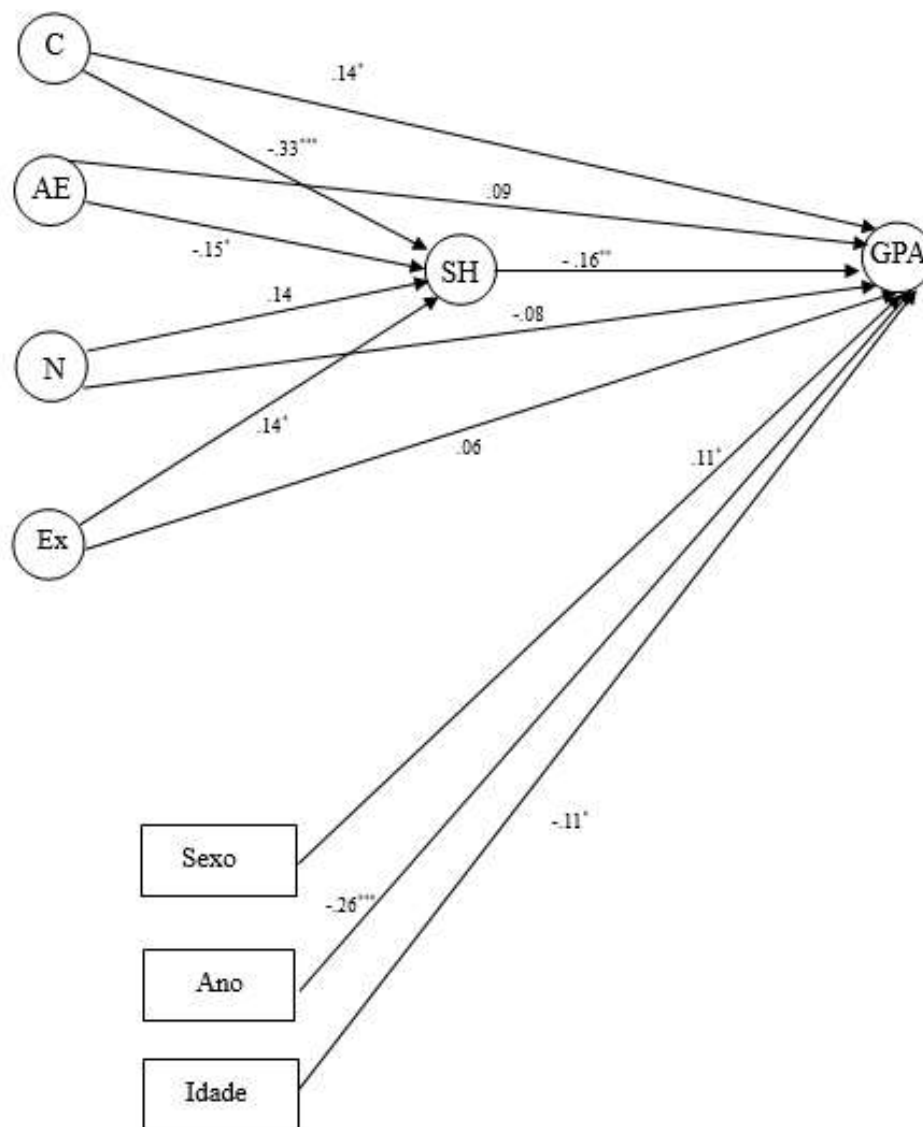 C
.14*
-.33***
AE
.09
-.15*
SH
-.16**
GPA
.14
N
-.08
.14*
.06
Ex
.11*
-.11*
Sexo
-.26***
Ano
Idade